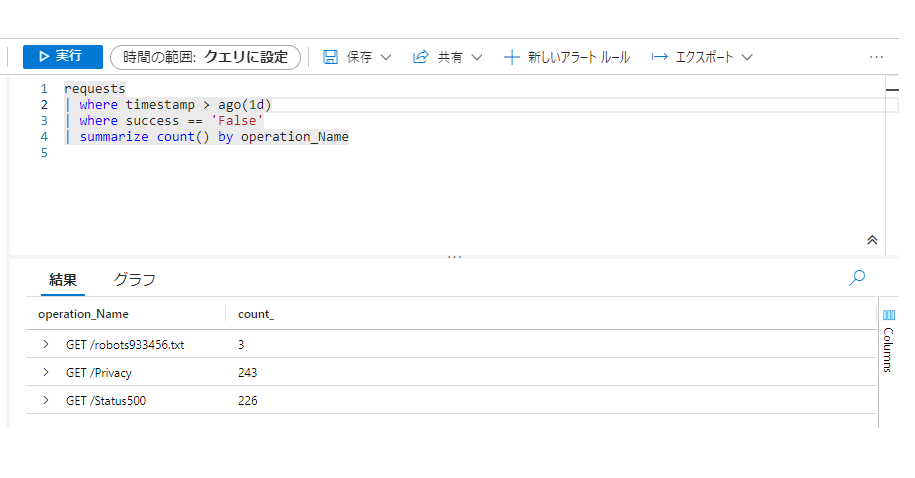 実行 時間の範囲: クエリに設定 保存 共有 新しいアラート ルール エクスポート ...
1 requests
2 | where timestamp > ago(1d)
3 | where success == 'False'
4 | summarize count() by operation_Name
5
...
結果 グラフ
operation_Name count_
GET /robots933456.txt 3
GET /Privacy 243
GET /Status500 226
Columns